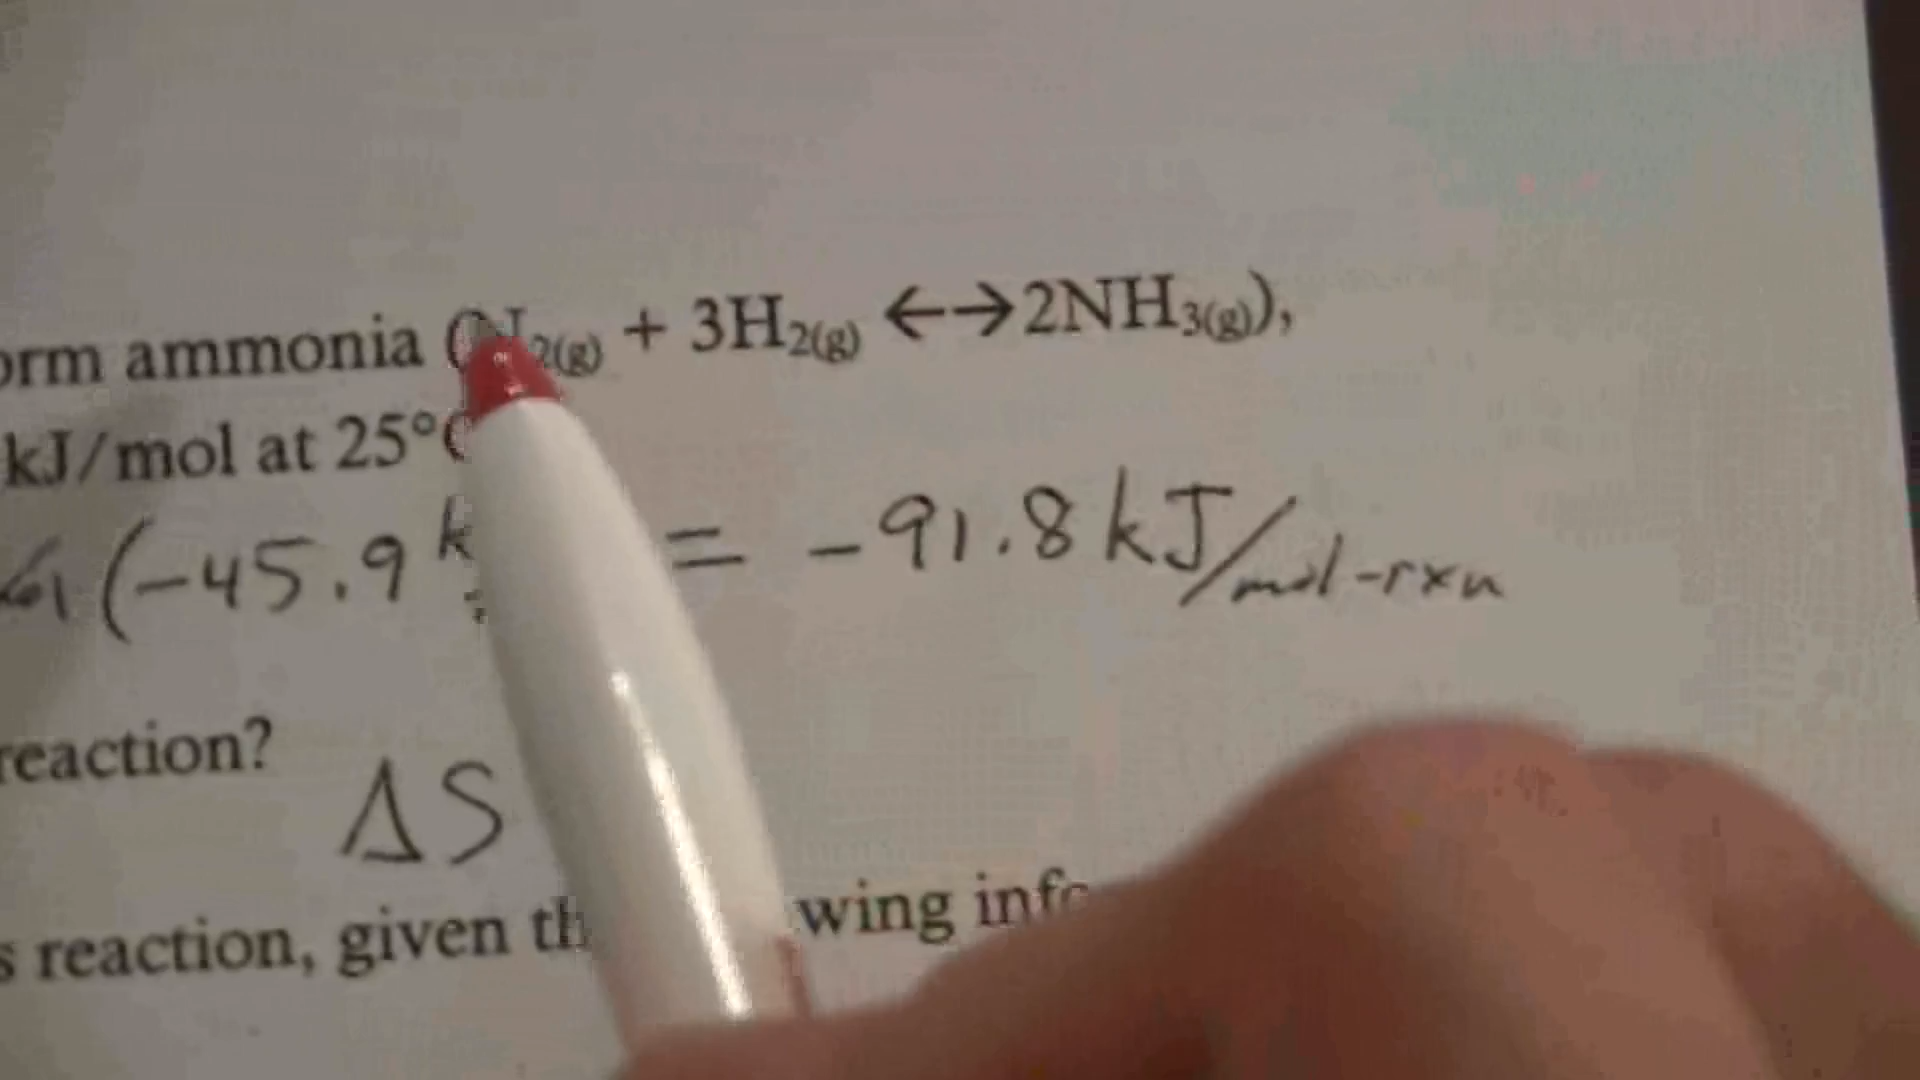 orm ammonia (N2(g) + 3H2(g) ←→ 2NH3(g)),
kJ/mol at 25°C
(-45.9 k = -91.8 kJ/mol-rxn
reaction?
ΔS
s reaction, given th wing info